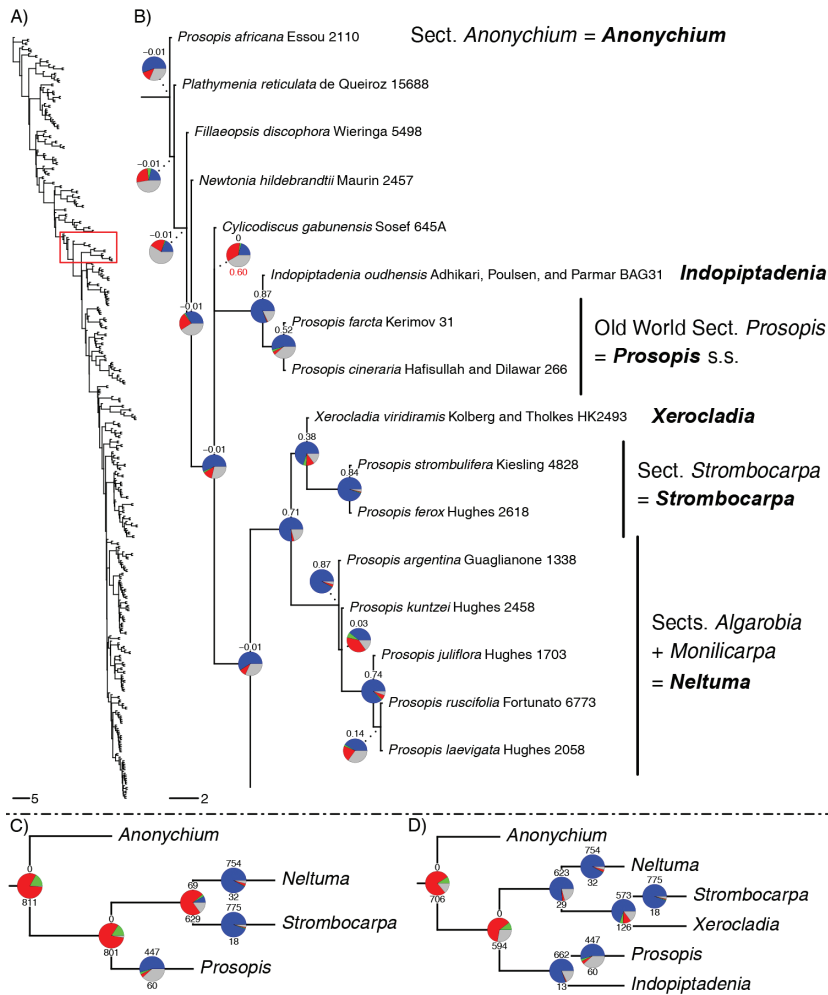 A)
B)
Prosopis africana Essou 2110
Sect. Anonychium = Anonychium
−0.01
Plathymenia reticulata de Queiroz 15688
Fillaeopsis discophora Wieringa 5498
−0.01
Newtonia hildebrandtii Maurin 2457
Cylicodiscus gabunensis Sosef 645A
−0.01
0
0.60
Indopiptadenia oudhensis Adhikari, Poulsen, and Parmar BAG31
Indopiptadenia
0.87
−0.01
Prosopis farcta Kerimov 31
Old World Sect. Prosopis
= Prosopis s.s.
0.52
Prosopis cineraria Hafisullah and Dilawar 266
Xerocladia viridiramis Kolberg and Tholkes HK2493
Xerocladia
0.38
−0.01
Prosopis strombulifera Kiesling 4828
Sect. Strombocarpa
= Strombocarpa
0.84
Prosopis ferox Hughes 2618
0.71
Prosopis argentina Guaglianone 1338
0.87
Prosopis kuntzei Hughes 2458
0.03
Sects. Algarobia
+ Monilicarpa
= Neltuma
Prosopis juliflora Hughes 1703
−0.01
0.74
Prosopis ruscifolia Fortunato 6773
0.14
Prosopis laevigata Hughes 2058
5
2
C)
Anonychium
0
811
754
Neltuma
32
69
629
775
Strombocarpa
18
0
801
447
Prosopis
60
D)
Anonychium
0
706
754
Neltuma
32
623
29
775
Strombocarpa
18
573
126
Xerocladia
0
594
447
Prosopis
60
662
13
Indopiptadenia